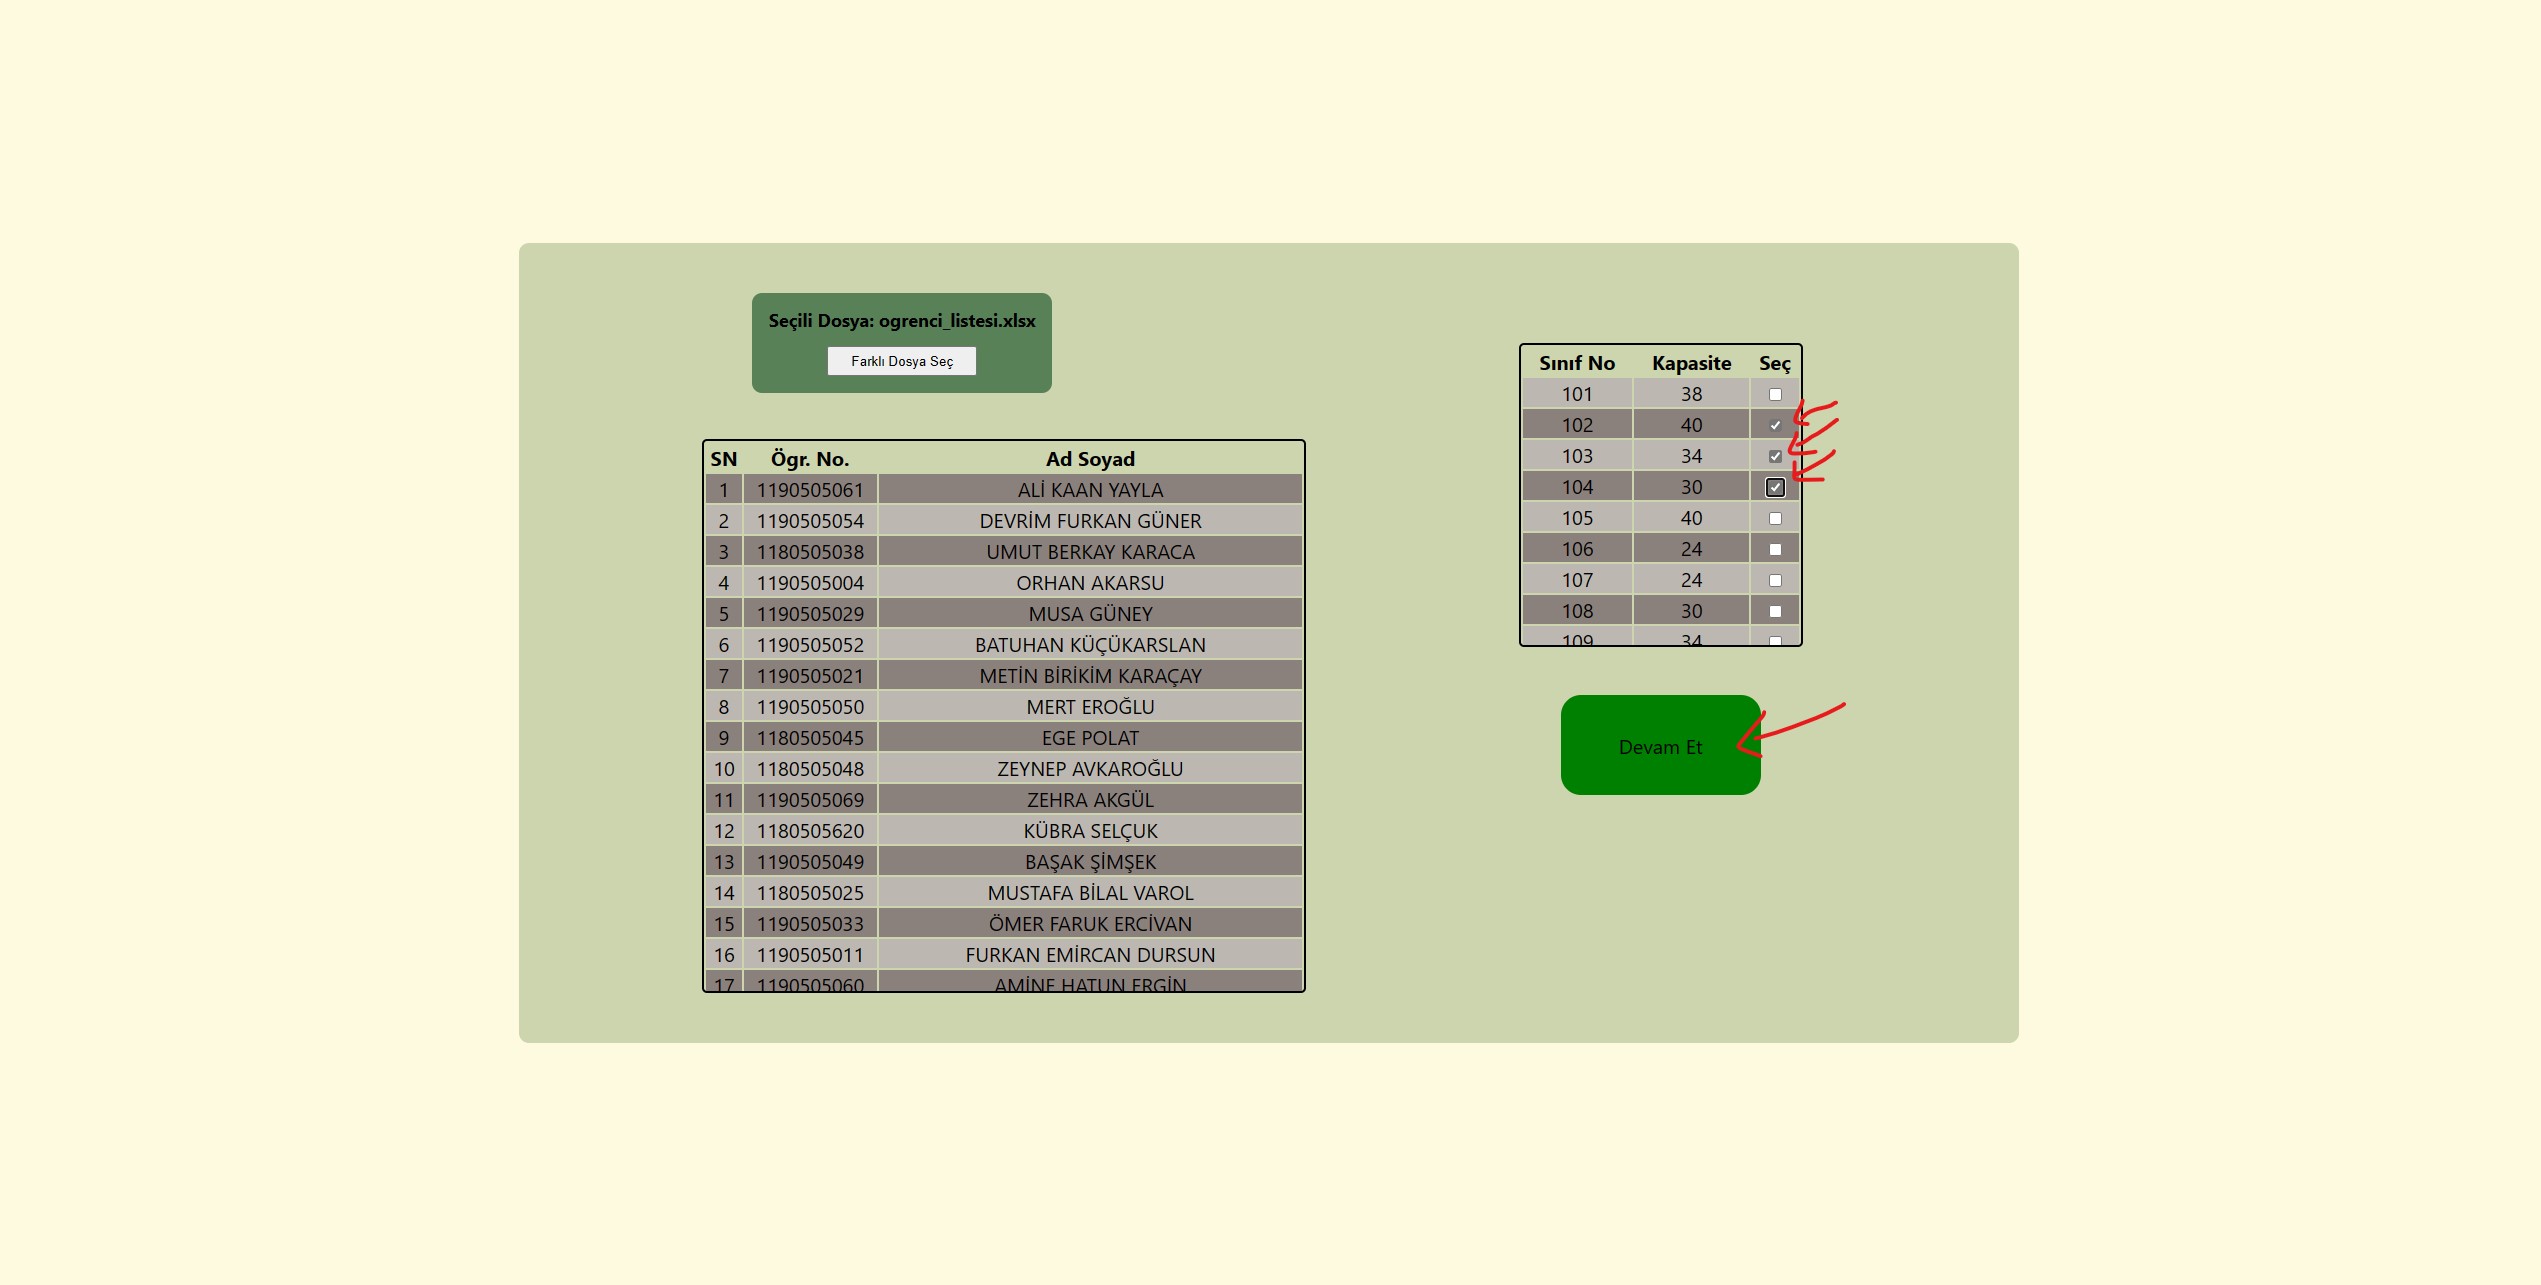 Seçili Dosya: ogrenci_listesi.xlsx
Farklı Dosya Seç
SN Ögr. No. Ad Soyad
1 1190505061 ALİ KAAN YAYLA
2 1190505054 DEVRİM FURKAN GÜNER
3 1180505038 UMUT BERKAY KARACA
4 1190505004 ORHAN AKARSU
5 1190505029 MUSA GÜNEY
6 1190505052 BATUHAN KÜÇÜKARSLAN
7 1190505021 METİN BİRİKİM KARAÇAY
8 1190505050 MERT EROĞLU
9 1180505045 EGE POLAT
10 1180505048 ZEYNEP AVKAROĞLU
11 1190505069 ZEHRA AKGÜL
12 1180505620 KÜBRA SELÇUK
13 1190505049 BAŞAK ŞİMŞEK
14 1180505025 MUSTAFA BİLAL VAROL
15 1190505033 ÖMER FARUK ERCİVAN
16 1190505011 FURKAN EMİRCAN DURSUN
17 1190505060 AMİNE HATUN ERGİN
Sınıf No Kapasite Seç
101 38
102 40
103 34
104 30
105 40
106 24
107 24
108 30
109 34
Devam Et